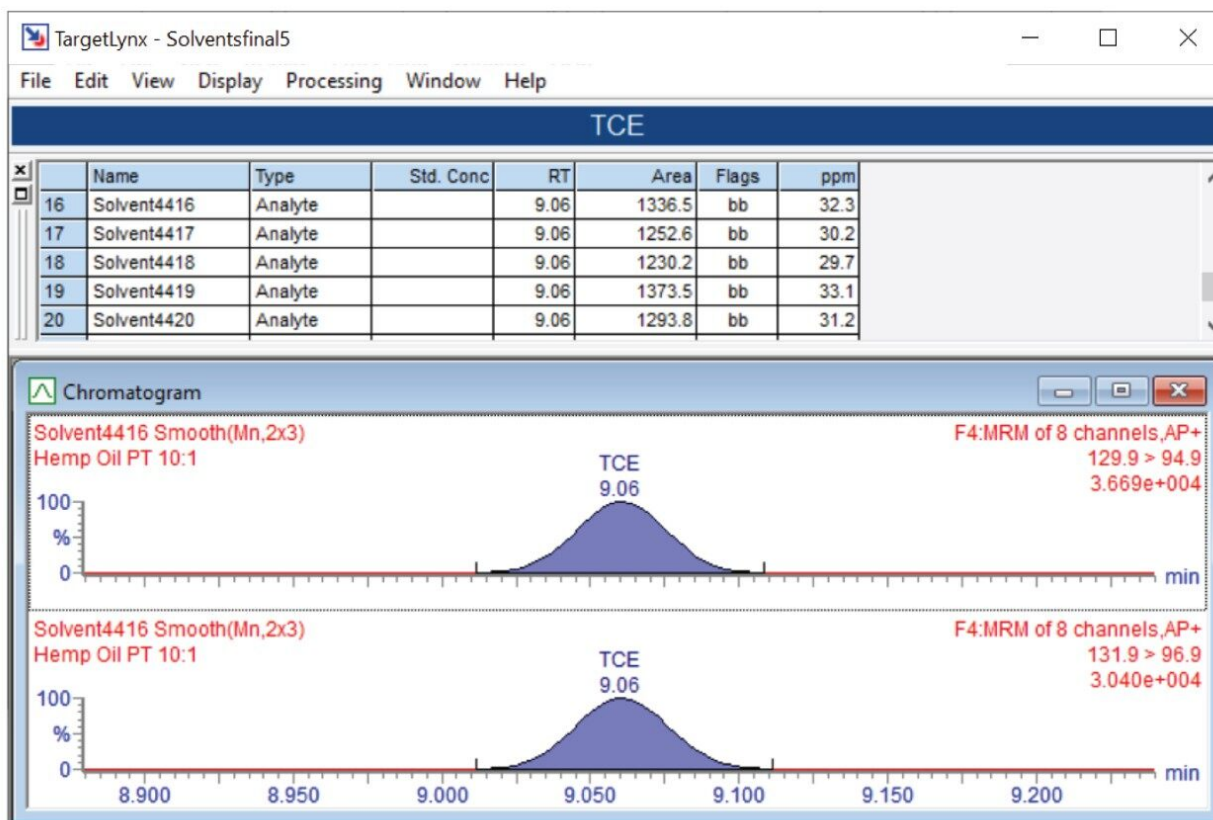 TargetLynx - Solventsfinal5
File Edit View Display Processing Window Help
TCE
Name Type Std. Conc RT Area Flags ppm
16 Solvent4416 Analyte 9.06 1336.5 bb 32.3
17 Solvent4417 Analyte 9.06 1252.6 bb 30.2
18 Solvent4418 Analyte 9.06 1230.2 bb 29.7
19 Solvent4419 Analyte 9.06 1373.5 bb 33.1
20 Solvent4420 Analyte 9.06 1293.8 bb 31.2
Chromatogram
Solvent4416 Smooth(Mn,2x3) F4:MRM of 8 channels,AP+
Hemp Oil PT 10:1 129.9 > 94.9
TCE 3.669e+004
9.06
100
%
0 min
Solvent4416 Smooth(Mn,2x3) F4:MRM of 8 channels,AP+
Hemp Oil PT 10:1 131.9 > 96.9
TCE 3.040e+004
9.06
100
%
0 min
8.900 8.950 9.000 9.050 9.100 9.150 9.200